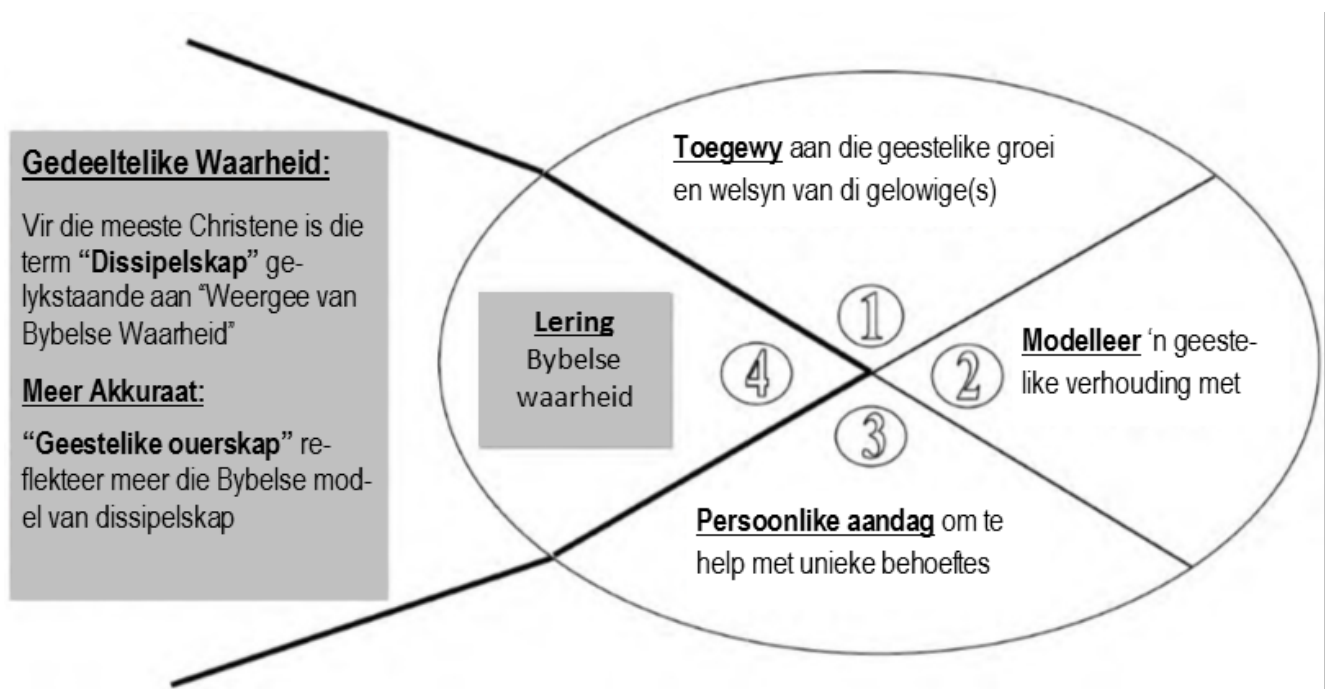 Gedeeltelike Waarheid:
Vir die meeste Christene is die
term “Dissipelskap” ge-
lykstaande aan “Weergee van
Bybelse Waarheid”
Meer Akkuraat:
“Geestelike ouerskap” re-
flekteer meer die Bybelse mod-
el van dissipelskap
Toegewy aan die geestelike groei
en welsyn van di gelowige(s)
1
Modelleer ‘n geeste-
like verhouding met
2
Persoonlike aandag om te
help met unieke behoeftes
3
Lering
Bybelse
waarheid
4